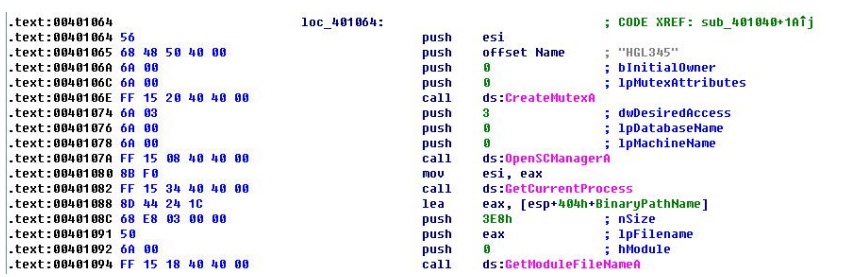 .text:00401064 loc_401064: ; CODE XREF: sub_401040+1Aîj
.text:00401064 56 push esi
.text:00401065 68 48 50 40 00 push offset Name ; "HGL345"
.text:0040106A 6A 00 push 0 ; bInitialOwner
.text:0040106C 6A 00 push 0 ; lpMutexAttributes
.text:0040106E FF 15 20 40 40 00 call ds:CreateMutexA
.text:00401074 6A 03 push 3 ; dwDesiredAccess
.text:00401076 6A 00 push 0 ; lpDatabaseName
.text:00401078 6A 00 push 0 ; lpMachineName
.text:0040107A FF 15 08 40 40 00 call ds:OpenSCManagerA
.text:00401080 8B F0 mov esi, eax
.text:00401082 FF 15 34 40 40 00 call ds:GetCurrentProcess
.text:00401088 8D 44 24 1C lea eax, [esp+404h+BinaryPathName]
.text:0040108C 68 E8 03 00 00 push 3E8h ; nSize
.text:00401091 50 push eax ; lpFilename
.text:00401092 6A 00 push 0 ; hModule
.text:00401094 FF 15 18 40 40 00 call ds:GetModuleFileNameA